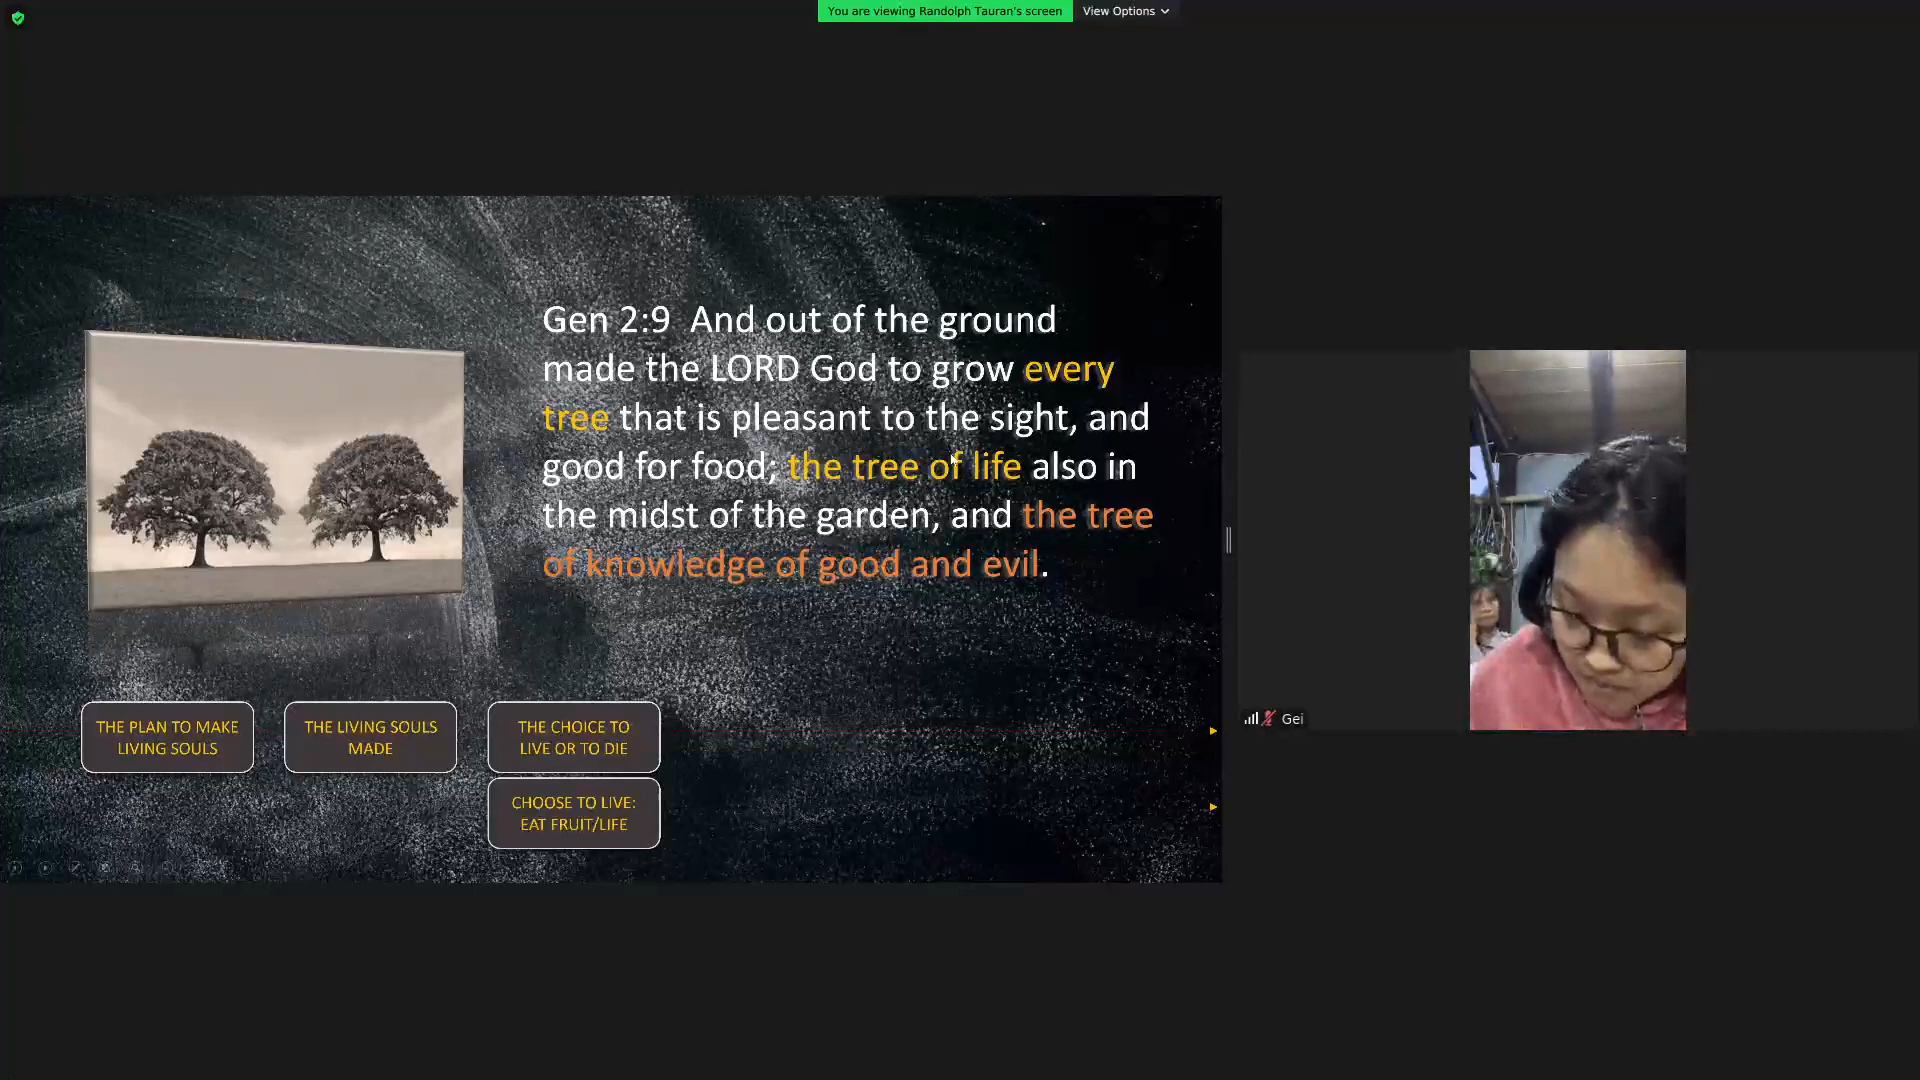 You are viewing Randolph Tauran's screen
View Options
Gen 2:9  And out of the ground
made the LORD God to grow every
tree that is pleasant to the sight, and
good for food; the tree of life also in
the midst of the garden, and the tree
of knowledge of good and evil.
THE PLAN TO MAKE
LIVING SOULS
THE LIVING SOULS
MADE
THE CHOICE TO
LIVE OR TO DIE
CHOOSE TO LIVE:
EAT FRUIT/LIFE
Gei